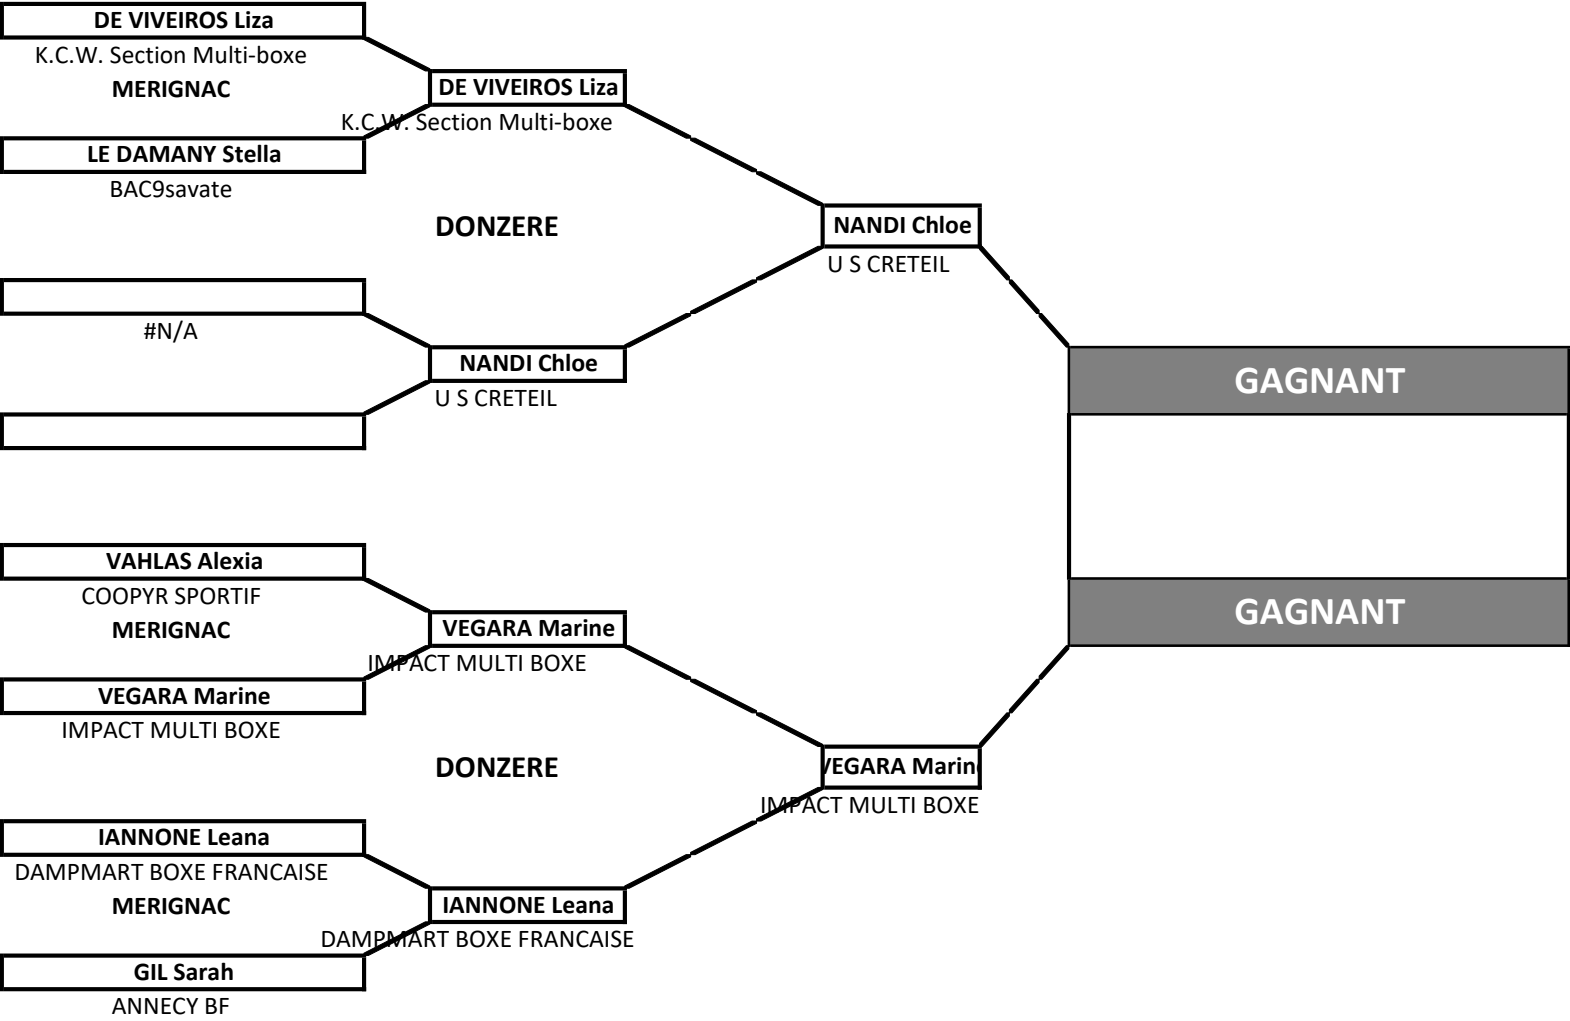 DE VIVEIROS Liza
K.C.W. Section Multi-boxe
MERIGNAC
DE VIVEIROS Liza
K.C.W. Section Multi-boxe
LE DAMANY Stella
BAC9savate
DONZERE
NANDI Chloe
U S CRETEIL
#N/A
NANDI Chloe
U S CRETEIL
GAGNANT
GAGNANT
VAHLAS Alexia
COOPYR SPORTIF
MERIGNAC
VEGARA Marine
IMPACT MULTI BOXE
VEGARA Marine
IMPACT MULTI BOXE
DONZERE
VEGARA Marine
IMPACT MULTI BOXE
IANNONE Leana
DAMPMART BOXE FRANCAISE
MERIGNAC
IANNONE Leana
DAMPMART BOXE FRANCAISE
GIL Sarah
ANNECY BF